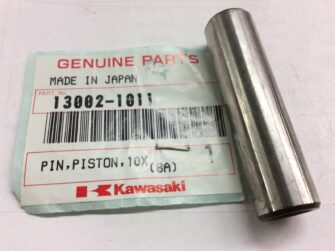 GENUINE PARTS
MADE IN JAPAN
PART No.
13002-1011
PIN,PISTON,10X
(8A)
Kawasaki